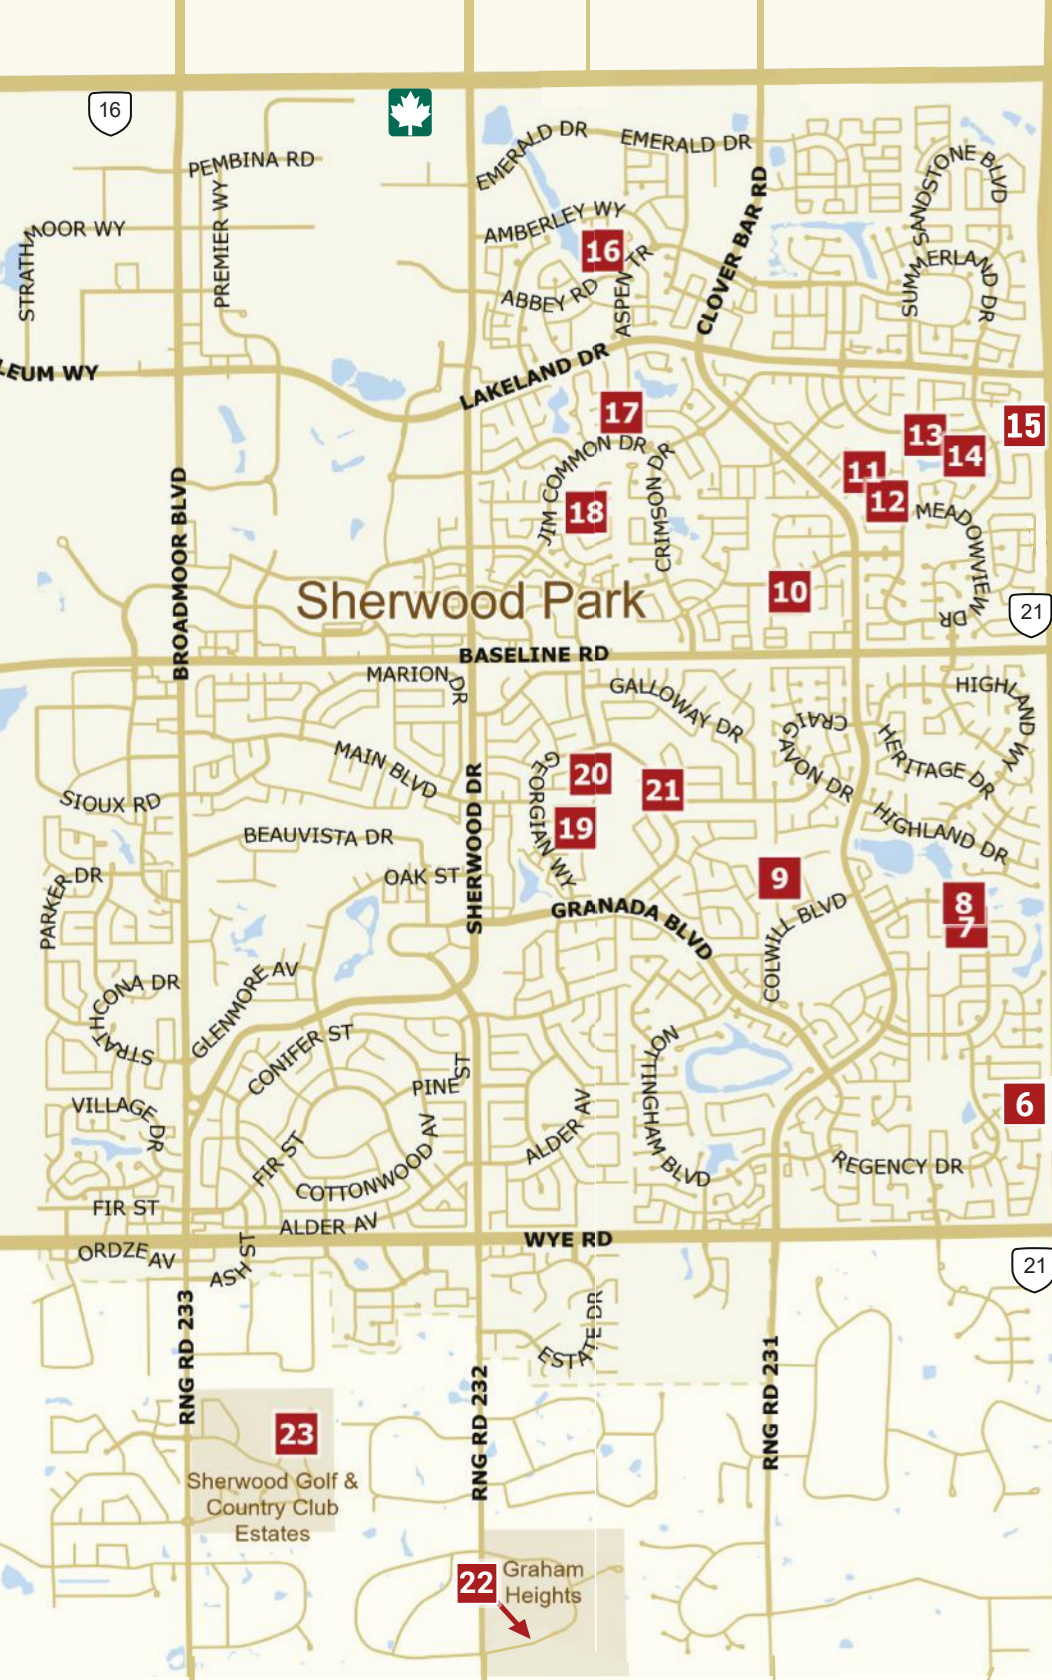 16
EMERALD DR
EMERALD DR
PEMBINA RD
SANDSTONE BLVD
EMERALD DR
PREMIER WY
CLOVER BAR RD
AMBERLEY WY
STRATHMOOR WY
16
ASPEN TR
SUMMERLAND DR
ABBEY RD
LEUM WY
LAKELAND DR
17
15
13
14
JIM COMMON DR
CRIMSON DR
11
12
18
MEADOWVIEW DR
BROADMOOR BLVD
Sherwood Park
10
21
BASELINE RD
MARION DR
GALLOWAY DR
HIGHLAND WY
CRAIGAVON DR
HERITAGE DR
MAIN BLVD
GEORGIAN WY
20
21
SIOUX RD
SHERWOOD DR
19
HIGHLAND DR
BEAUVISTA DR
OAK ST
PARKER DR
9
8
7
GRANADA BLVD
COLWILL BLVD
STRATHCONA DR
GLENMORE AV
CONIFER ST
NOTTINGHAM BLVD
PINE ST
6
VILLAGE DR
ALDER AV
FIR ST
COTTONWOOD AV
REGENCY DR
FIR ST
ALDER AV
WYE RD
ORDZE AV
ASH ST
21
RNG RD 233
ESTATE DR
RNG RD 232
RNG RD 231
23
Sherwood Golf &
Country Club
Estates
22
Graham
Heights